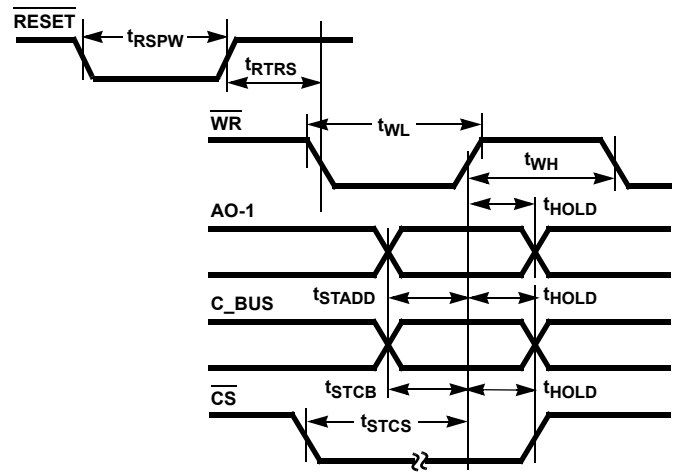 RESET
tRSPW
tRTRS
WR
tWL
tWH
AO-1
tHOLD
tSTADD
tHOLD
C_BUS
tSTCB
tHOLD
CS
tSTCS